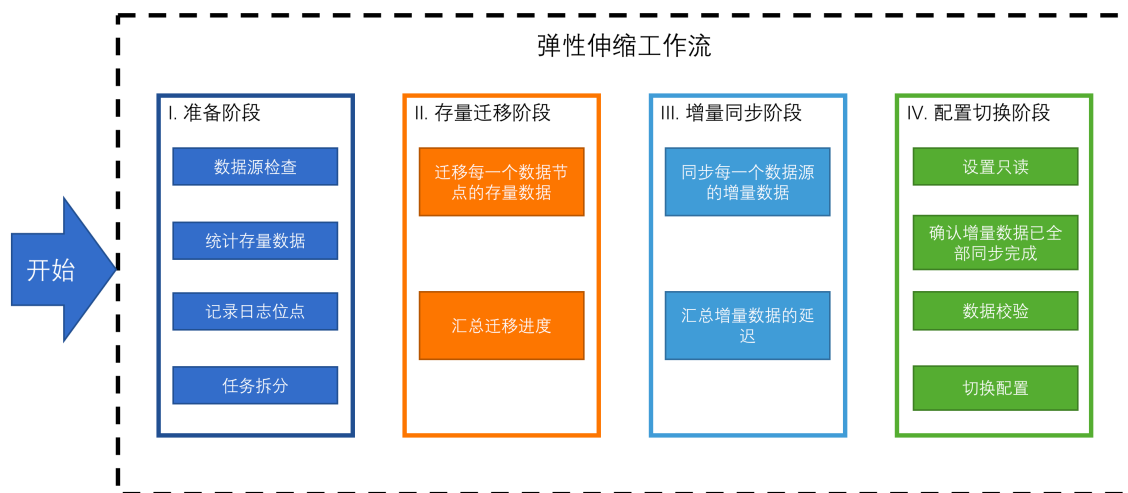 弹性伸缩工作流
开始
I. 准备阶段
数据源检查
统计存量数据
记录日志位点
任务拆分
II. 存量迁移阶段
迁移每一个数据节
点的存量数据
汇总迁移进度
III. 增量同步阶段
同步每一个数据源
的增量数据
汇总增量数据的延
迟
IV. 配置切换阶段
设置只读
确认增量数据已全
部同步完成
数据校验
切换配置